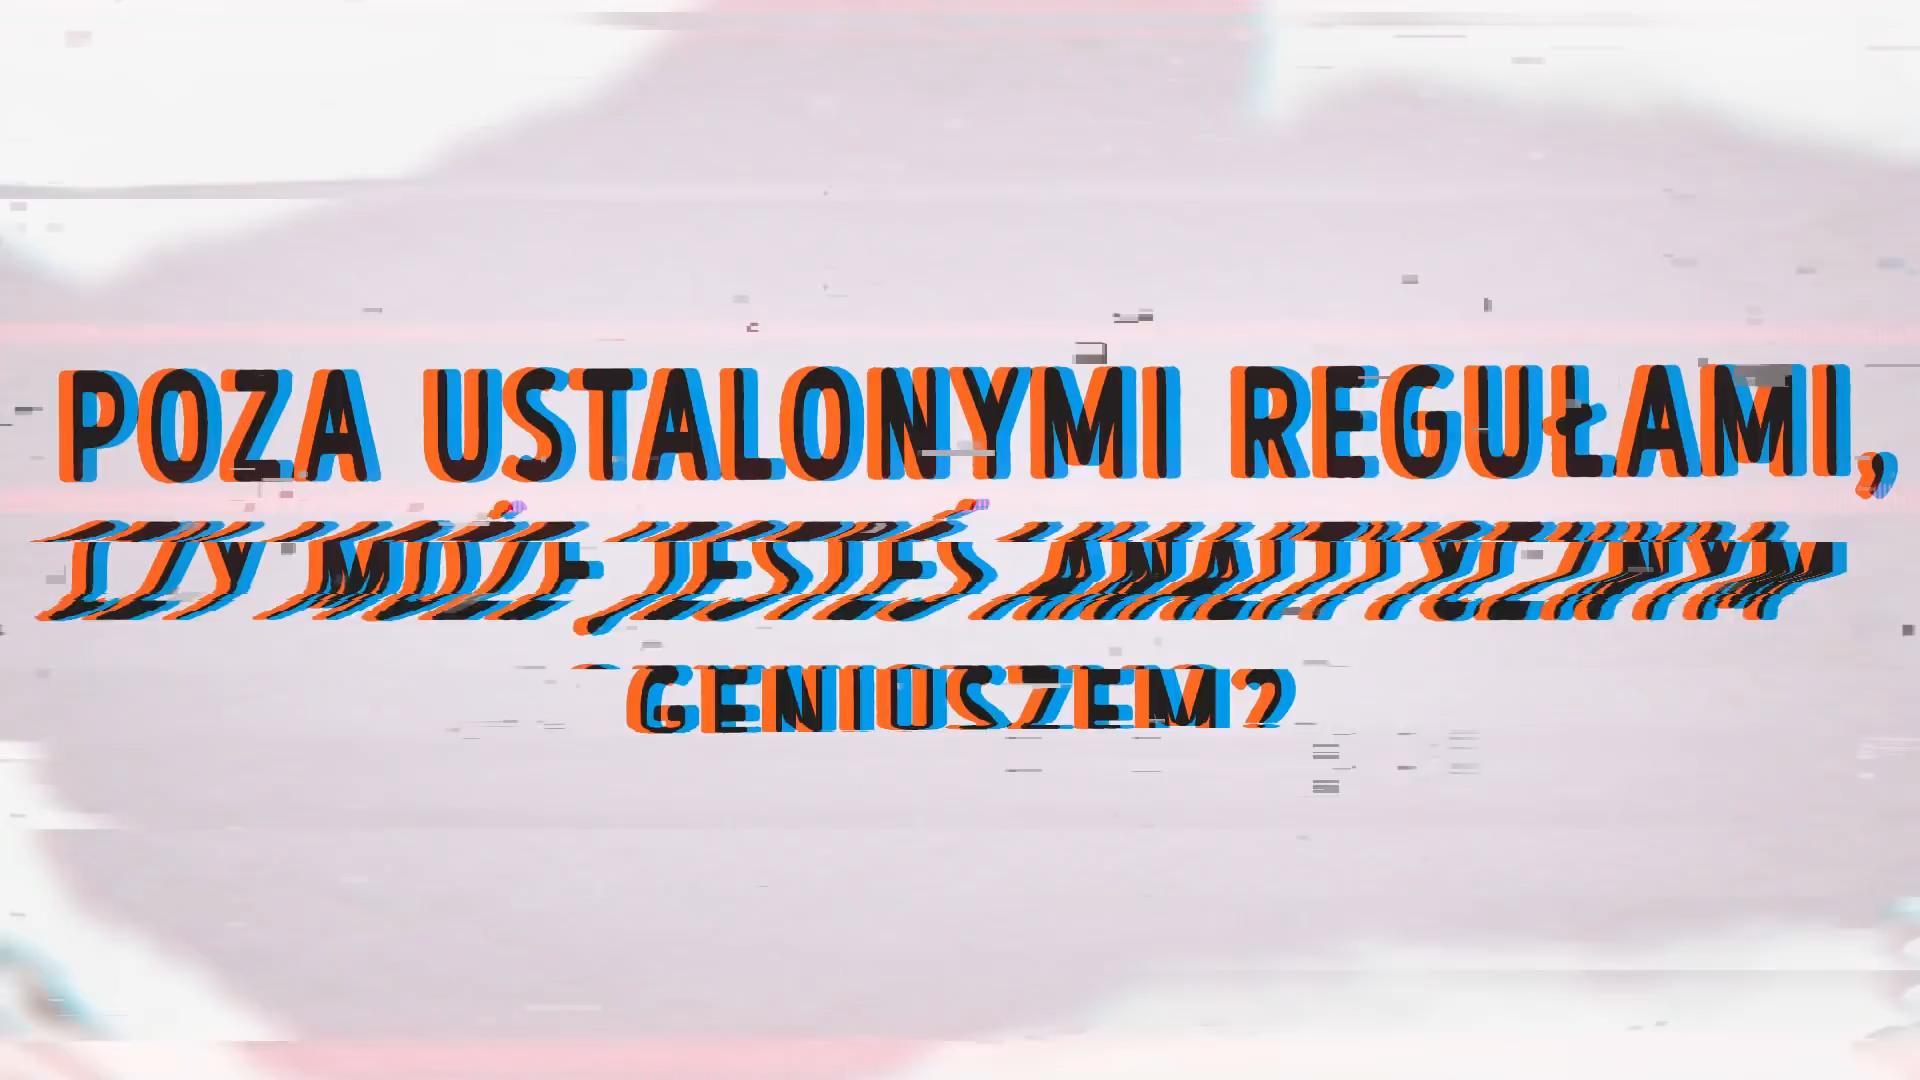 POZA USTALONYMI REGUŁAMI,
CZY MOŻE JESTEŚ ANALITYCZNYM
GENIUSZEM?